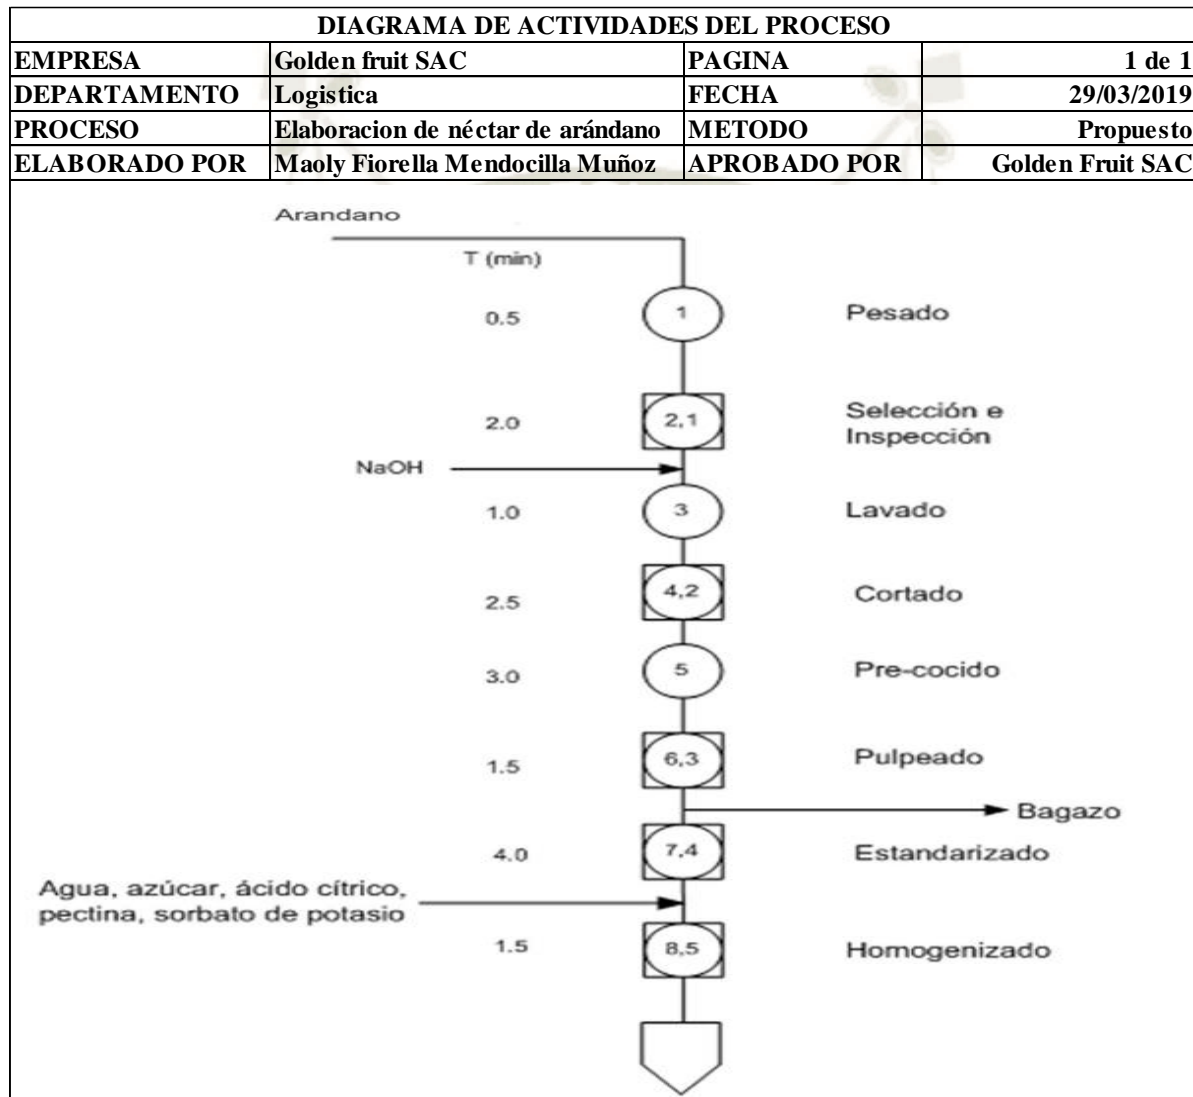 DIAGRAMA DE ACTIVIDADES DEL PROCESO
EMPRESA Golden fruit SAC PAGINA 1 de 1
DEPARTAMENTO Logistica FECHA 29/03/2019
PROCESO Elaboracion de néctar de arándano METODO Propuesto
ELABORADO POR Maoly Fiorella Mendocilla Muñoz APROBADO POR Golden Fruit SAC
Arandano
T (min)
0.5 1 Pesado
2.0 2,1 Selección e
Inspección
NaOH
1.0 3 Lavado
2.5 4,2 Cortado
3.0 5 Pre-cocido
1.5 6,3 Pulpeado
Bagazo
4.0 7,4 Estandarizado
Agua, azúcar, ácido cítrico,
pectina, sorbato de potasio
1.5 8,5 Homogenizado